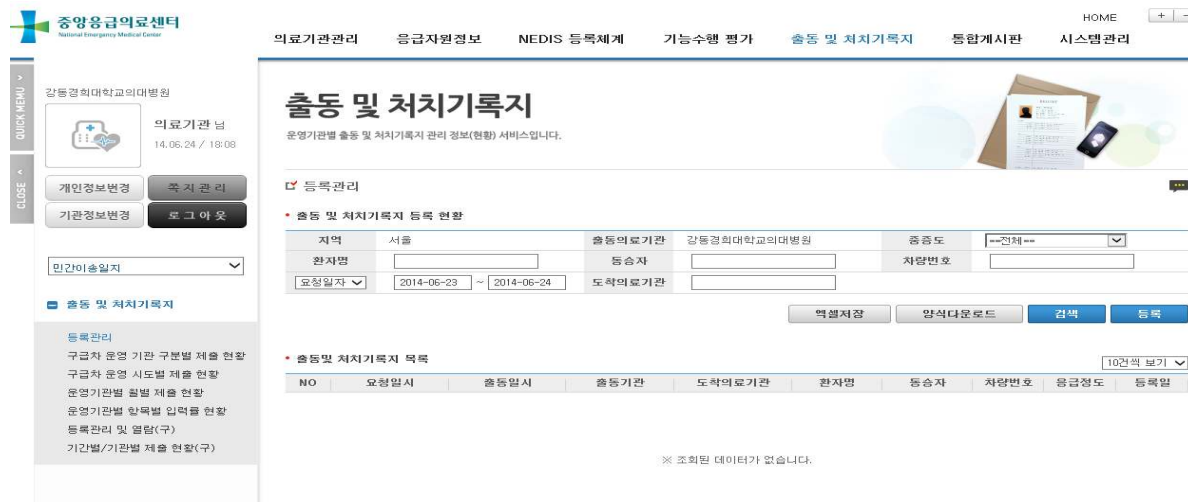 중앙응급의료센터
National Emergency Medical Center
HOME
+ -
의료기관관리 응급자원정보 NEDIS 등록체계 기능수행 평가 출동 및 처치기록지 통합게시판 시스템관리
QUICK MENU >
CLOSE <
강동경희대학교의대병원
의료기관 님
14.06.24 / 18:08
개인정보변경 쪽지관리
기관정보변경 로그아웃
민간이송일지
출동 및 처치기록지
등록관리
구급차 운영 기관 구분별 제출 현황
구급차 운영 시도별 제출 현황
운영기관별 월별 제출 현황
운영기관별 항목별 입력률 현황
등록관리 및 열람(구)
기간별/기관별 제출 현황(구)
출동 및 처치기록지
운영기관별 출동 및 처치기록지 관리 정보(현황) 서비스입니다.
등록관리
출동 및 처치기록지 등록 현황
지역 서울 출동의료기관 강동경희대학교의대병원 중증도 ==전체==
환자명 동승자 차량번호
요청일자 2014-06-23 ~ 2014-06-24 도착의료기관
엑셀저장 양식다운로드 검색 등록
출동및 처치기록지 목록
10건씩 보기
NO 요청일시 출동일시 출동기관 도착의료기관 환자명 동승자 차량번호 응급정도 등록일
※ 조회된 데이터가 없습니다.